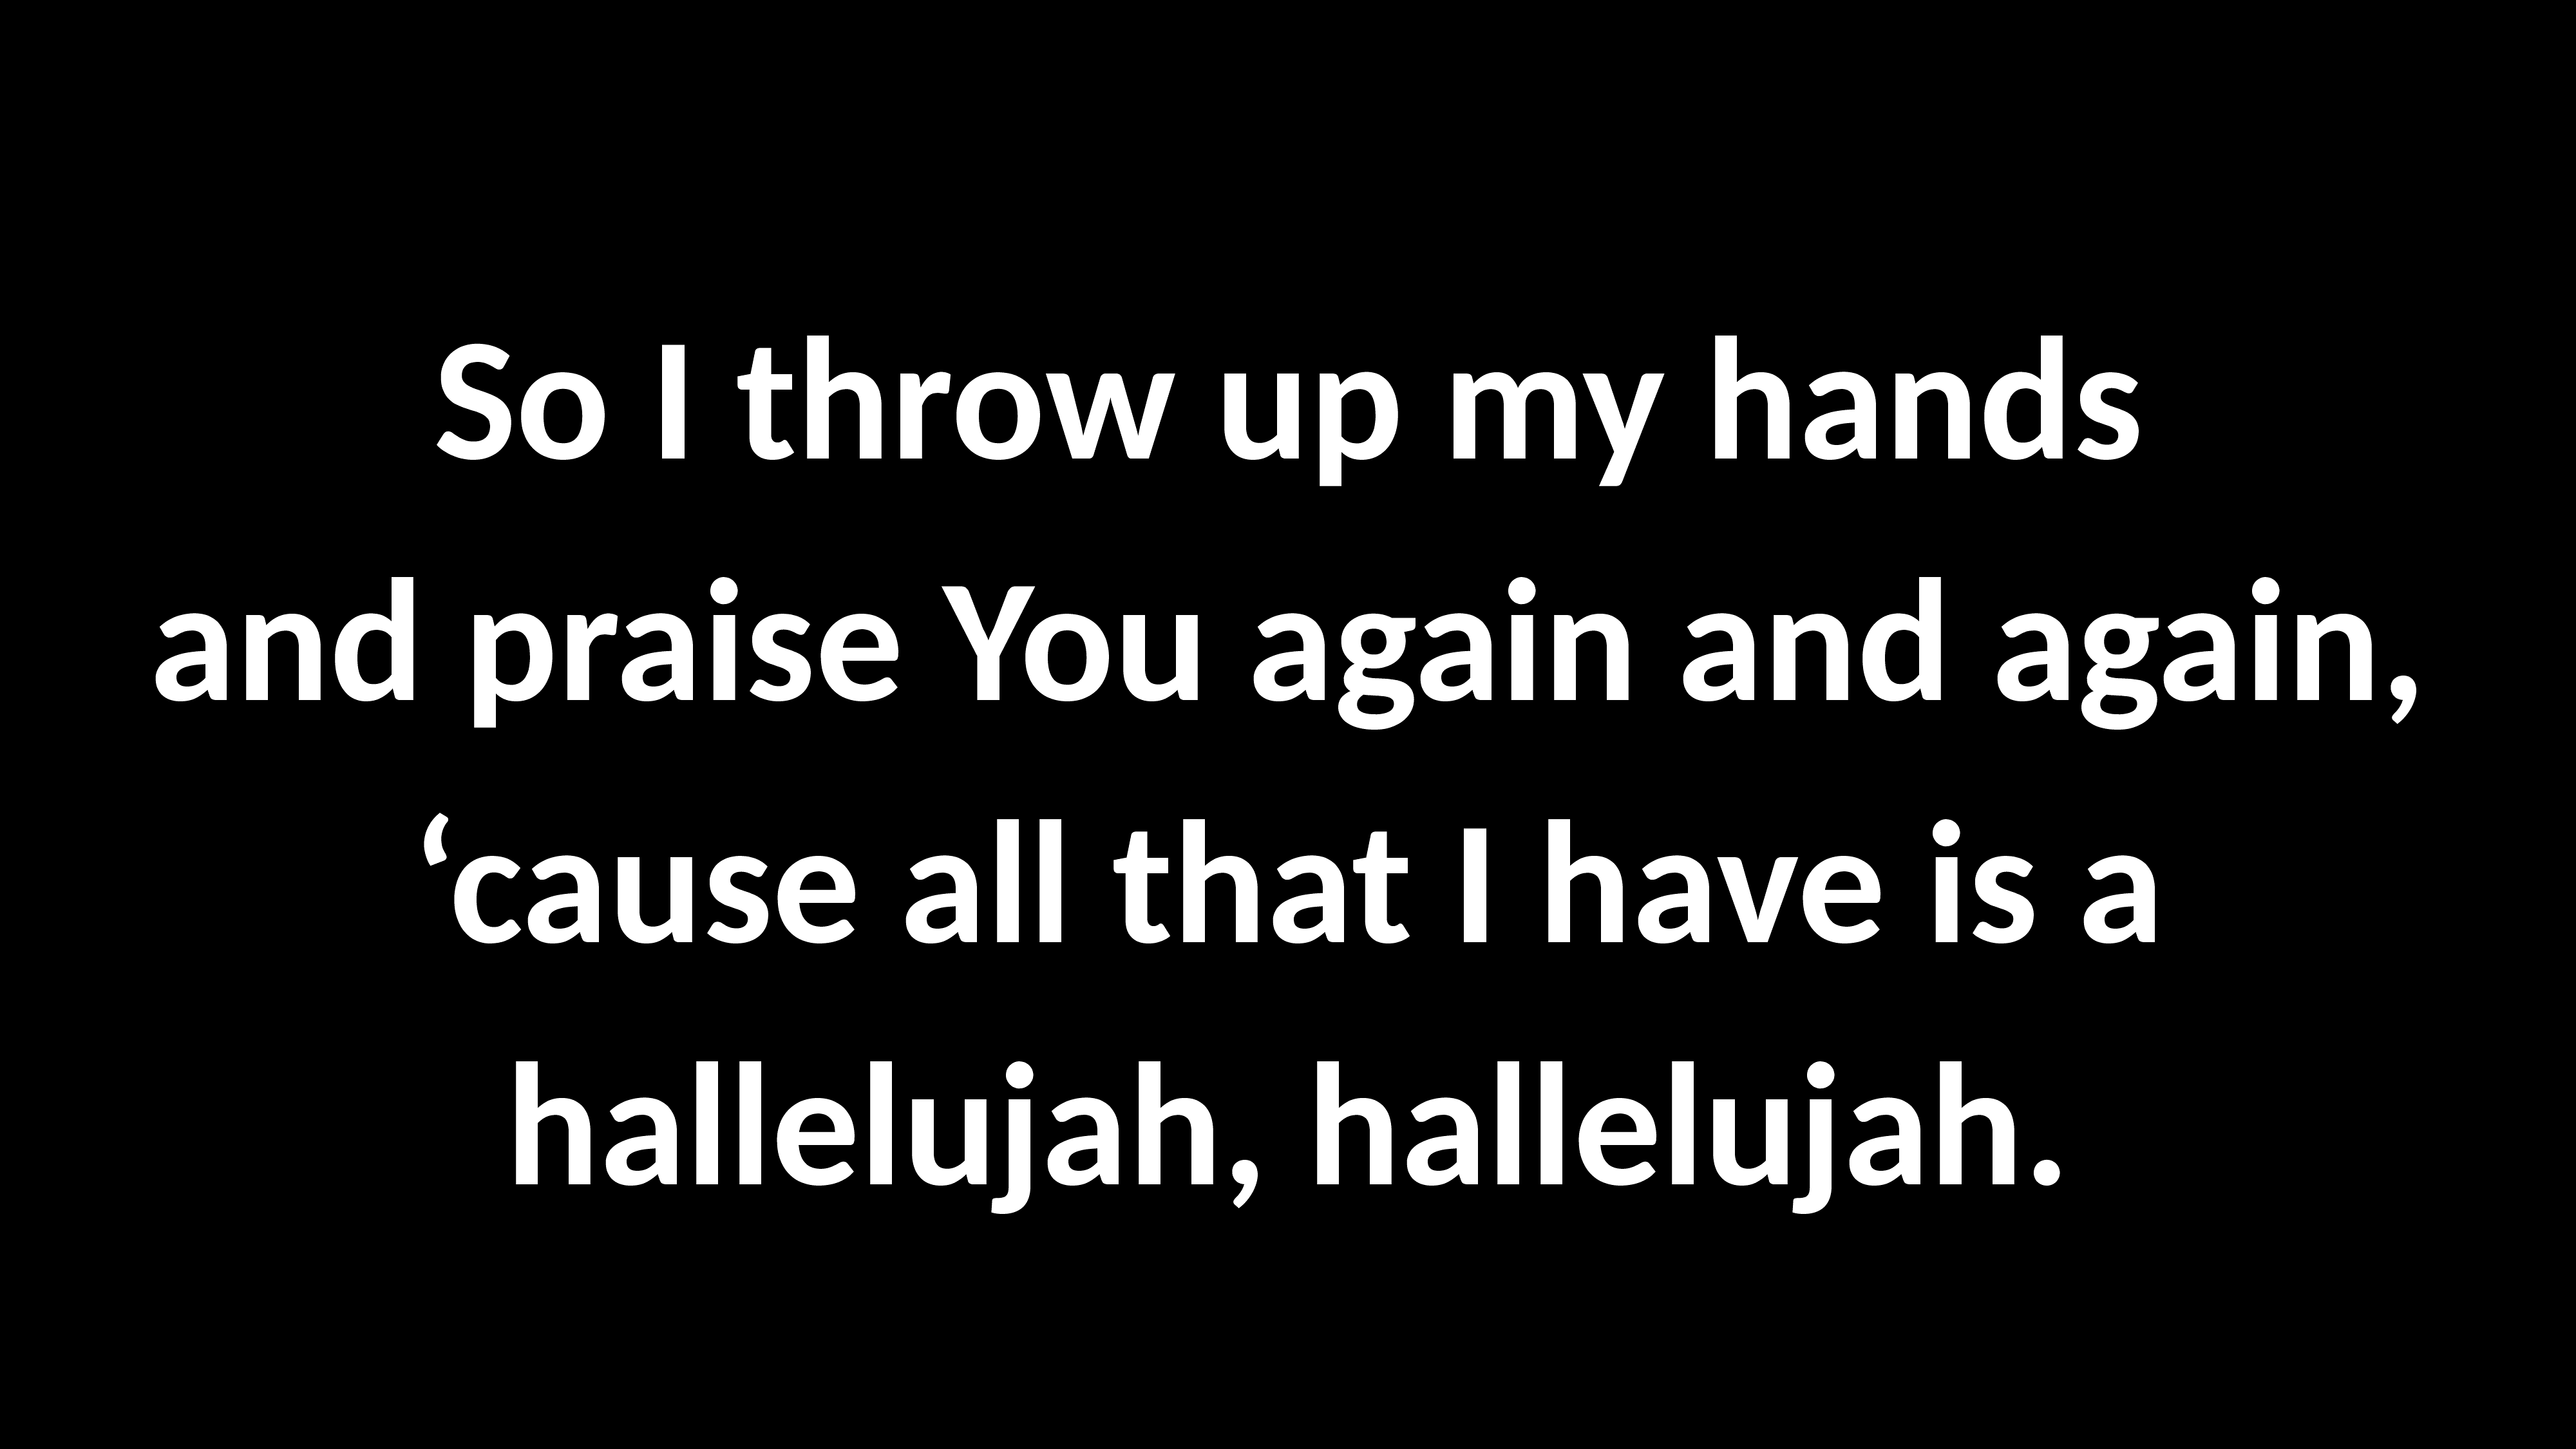 So I throw up my hands
and praise You again and again,
‘cause all that I have is a
hallelujah, hallelujah.